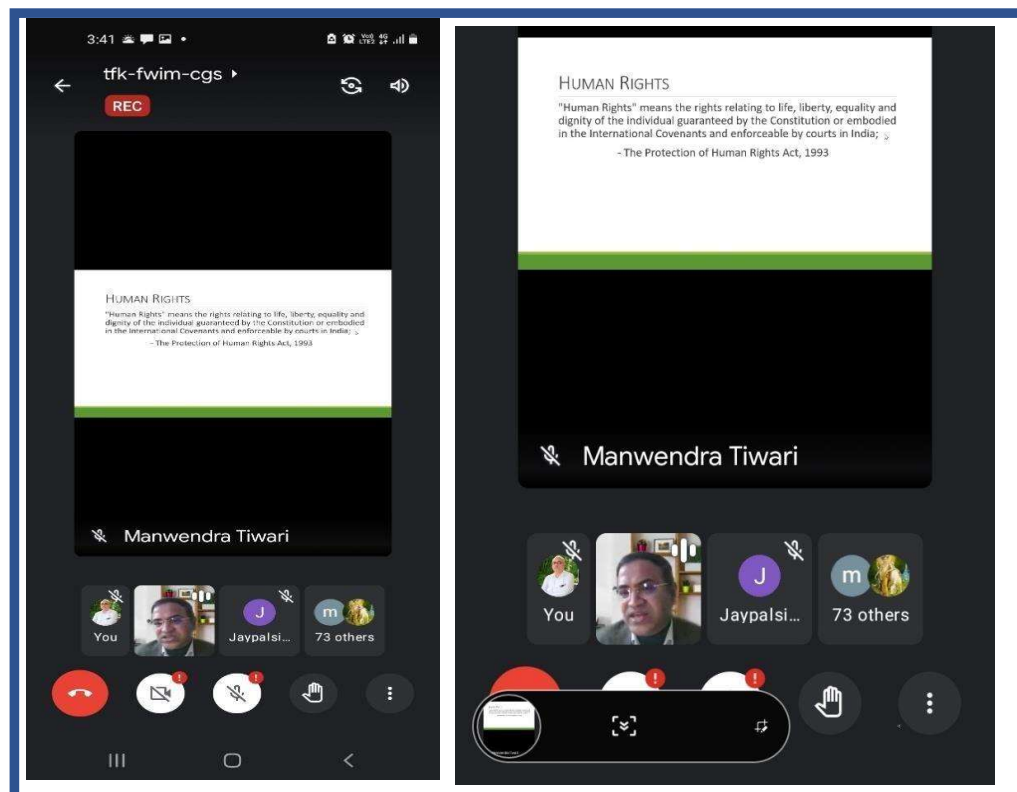 3:41
Vo) 4G
LTE2
tfk-fwim-cgs
REC
HUMAN RIGHTS
"Human Rights" means the rights relating to life, liberty, equality and
dignity of the individual guaranteed by the Constitution or embodied
in the International Covenants and enforceable by courts in India;
- The Protection of Human Rights Act, 1993
Manwendra Tiwari
You
J
Jaypalsi...
m
73 others
HUMAN RIGHTS
"Human Rights" means the rights relating to life, liberty, equality and
dignity of the individual guaranteed by the Constitution or embodied
in the International Covenants and enforceable by courts in India;
- The Protection of Human Rights Act, 1993
Manwendra Tiwari
You
J
Jaypalsi...
m
73 others